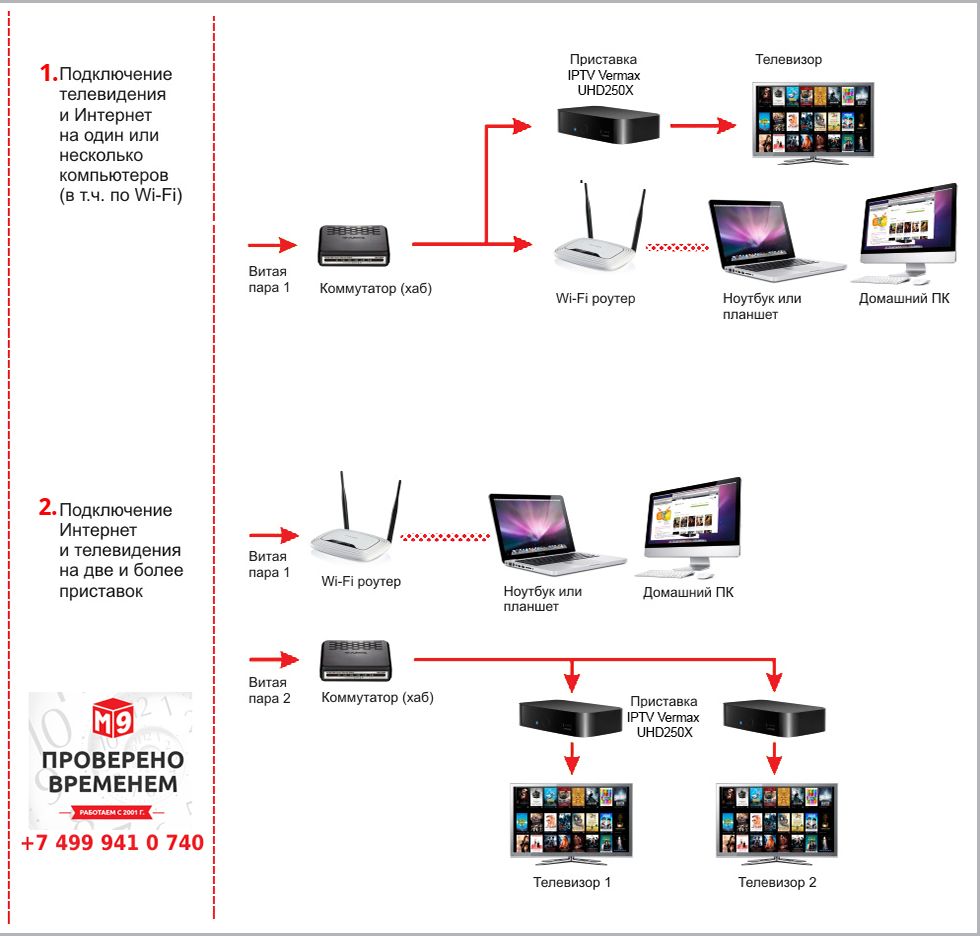 1. Подключение
телевидения
и Интернет
на один или
несколько
компьютеров
(в т.ч. по Wi-Fi)
Приставка
IPTV Vermax
UHD250X
Телевизор
Витая
пара 1
Коммутатор (хаб)
Wi-Fi роутер
Ноутбук или
планшет
Домашний ПК
2. Подключение
Интернет
и телевидения
на две и более
приставок
Витая
пара 1
Wi-Fi роутер
Ноутбук или
планшет
Домашний ПК
Витая
пара 2
Коммутатор (хаб)
Приставка
IPTV Vermax
UHD250X
Телевизор 1
Телевизор 2
М9
ПРОВЕРЕНО
ВРЕМЕНЕМ
РАБОТАЕМ С 2001 Г.
+7 499 941 0 740